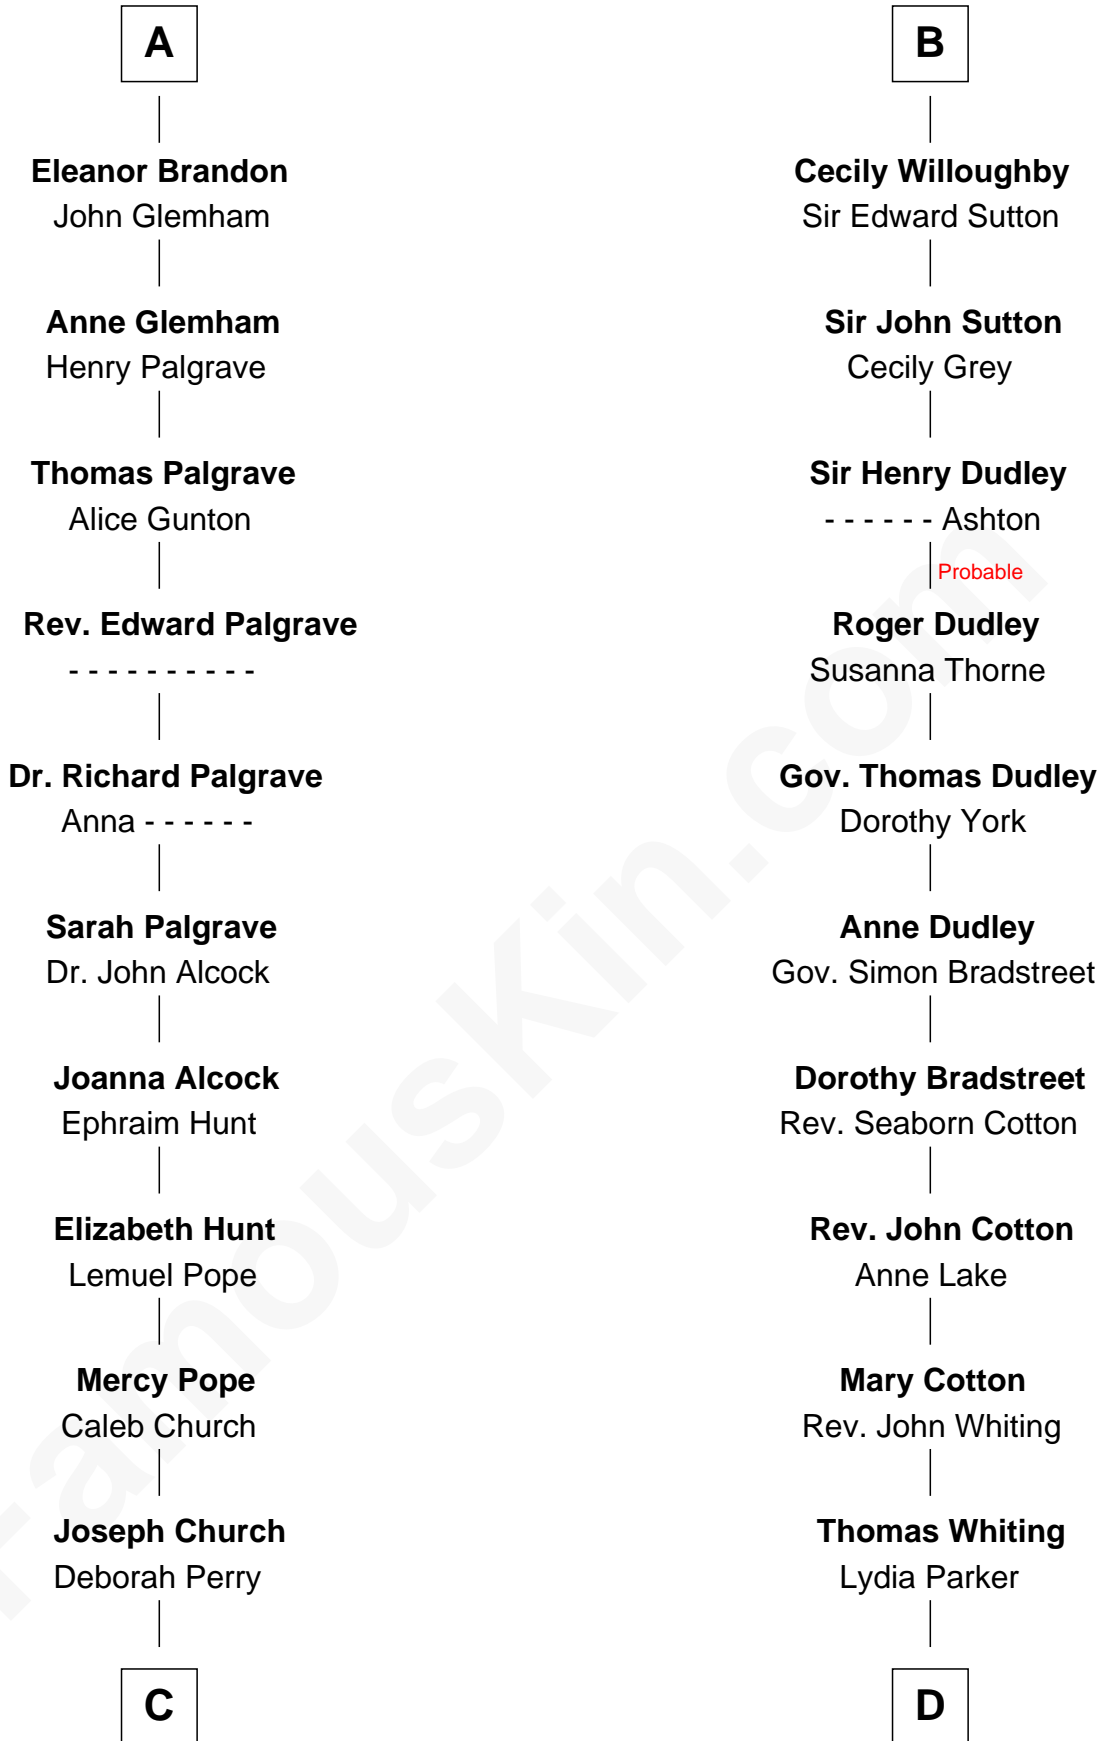 A
Eleanor Brandon
John Glemham
Anne Glemham
Henry Palgrave
Thomas Palgrave
Alice Gunton
Rev. Edward Palgrave
- - - - - - - - - -
Dr. Richard Palgrave
Anna - - - - - -
Sarah Palgrave
Dr. John Alcock
Joanna Alcock
Ephraim Hunt
Elizabeth Hunt
Lemuel Pope
Mercy Pope
Caleb Church
Joseph Church
Deborah Perry
C
B
Cecily Willoughby
Sir Edward Sutton
Sir John Sutton
Cecily Grey
Sir Henry Dudley
- - - - - - Ashton
Probable
Roger Dudley
Susanna Thorne
Gov. Thomas Dudley
Dorothy York
Anne Dudley
Gov. Simon Bradstreet
Dorothy Bradstreet
Rev. Seaborn Cotton
Rev. John Cotton
Anne Lake
Mary Cotton
Rev. John Whiting
Thomas Whiting
Lydia Parker
D
FamousKin.com